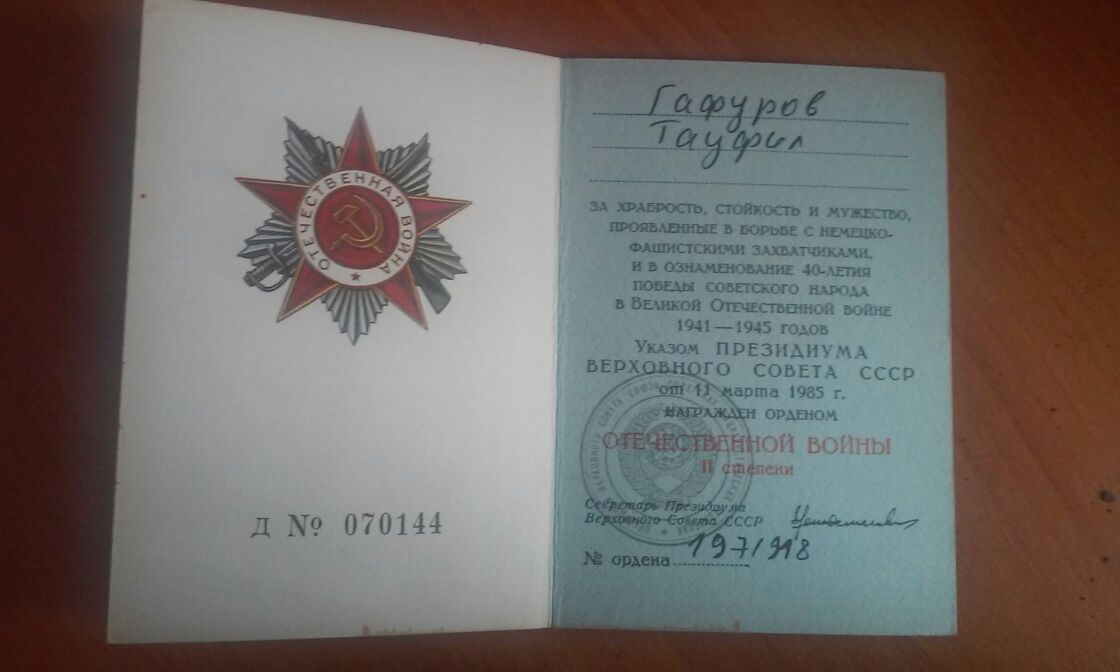 ОТЕЧЕСТВЕННАЯ ВОЙНА
Д № 070144
Гафуров
Тауфил
ЗА ХРАБРОСТЬ, СТОЙКОСТЬ И МУЖЕСТВО,
ПРОЯВЛЕННЫЕ В БОРЬБЕ С НЕМЕЦКО-
ФАШИСТСКИМИ ЗАХВАТЧИКАМИ,
И В ОЗНАМЕНОВАНИЕ 40-ЛЕТИЯ
ПОБЕДЫ СОВЕТСКОГО НАРОДА
В ВЕЛИКОЙ ОТЕЧЕСТВЕННОЙ ВОЙНЕ
1941—1945 ГОДОВ
УКАЗОМ ПРЕЗИДИУМА
ВЕРХОВНОГО СОВЕТА СССР
от 11 марта 1985 г.
НАГРАЖДЕН ОРДЕНОМ
ОТЕЧЕСТВЕННОЙ ВОЙНЫ
II степени
Секретарь Президиума
Верховного Совета СССР
№ ордена 1971918